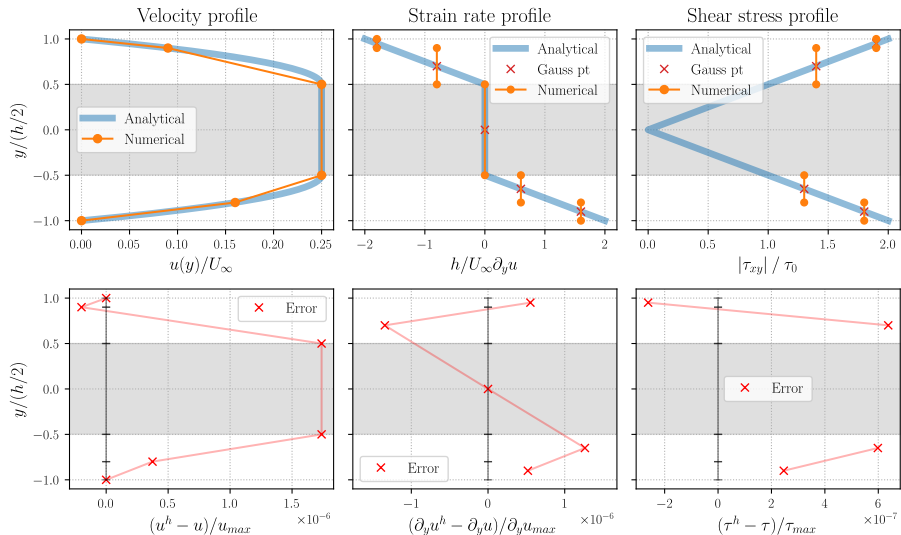 Velocity profile
Strain rate profile
Shear stress profile
1.0
0.5
0.0
−0.5
−1.0
y/(h/2)
Analytical
Numerical
0.00 0.05 0.10 0.15 0.20 0.25
u(y)/U∞
Analytical
Gauss pt
Numerical
−2 −1 0 1 2
h/U∞∂yu
Analytical
Gauss pt
Numerical
0.0 0.5 1.0 1.5 2.0
|τxy| / τ0
1.0
0.5
0.0
−0.5
−1.0
y/(h/2)
Error
0.0 0.5 1.0 1.5
×10−6
(uh − u)/umax
Error
−1 0 1
×10−6
(∂yuh − ∂yu)/∂yumax
Error
−2 0 2 4 6
×10−7
(τh − τ)/τmax